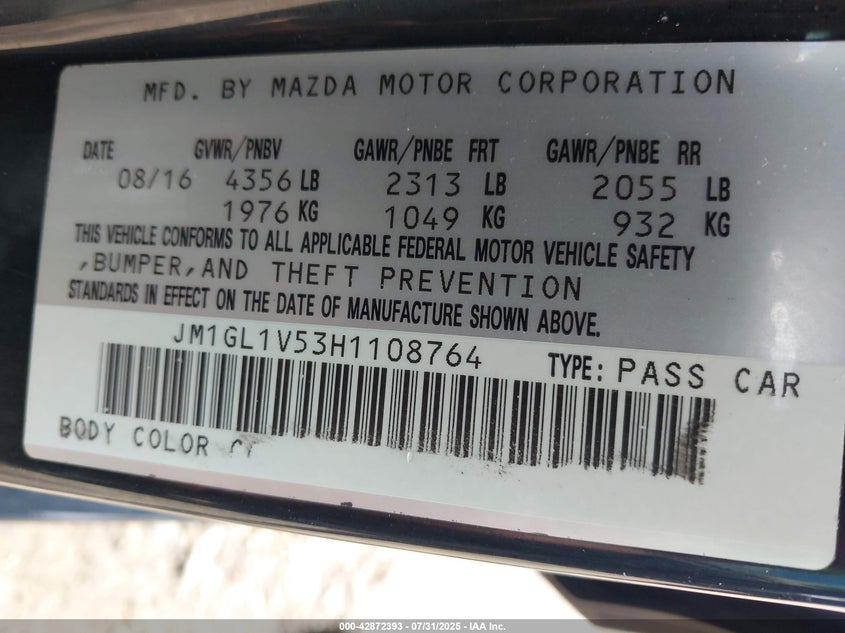 MFD. BY MAZDA MOTOR CORPORATION
DATE GVWR/PNBV GAWR/PNBE FRT GAWR/PNBE RR
08/16 4356 LB 2313 LB 2055 LB
1976 KG 1049 KG 932 KG
THIS VEHICLE CONFORMS TO ALL APPLICABLE FEDERAL MOTOR VEHICLE SAFETY
,BUMPER,AND THEFT PREVENTION
STANDARDS IN EFFECT ON THE DATE OF MANUFACTURE SHOWN ABOVE.
JM1GL1V53H1108764 TYPE: PASS CAR
BODY COLOR
000-42872393 - 07/31/2025 - IAA Inc.